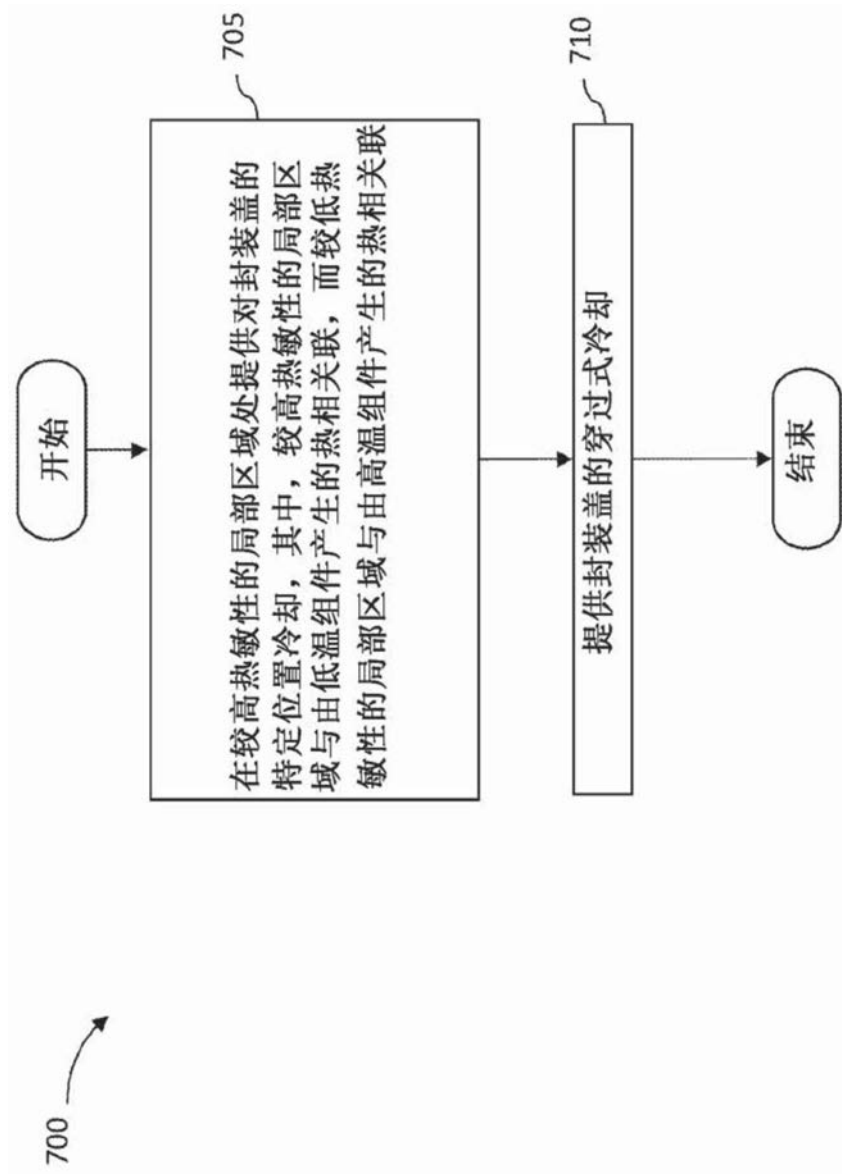 700
开始
在较高热敏性的局部区域处提供对封装盖的
特定位置冷却，其中，较高热敏性的局部区
域与由低温组件产生的热相关联，而较低热
敏性的局部区域与由高温组件产生的热相关联
705
提供封装盖的穿过式冷却
710
结束